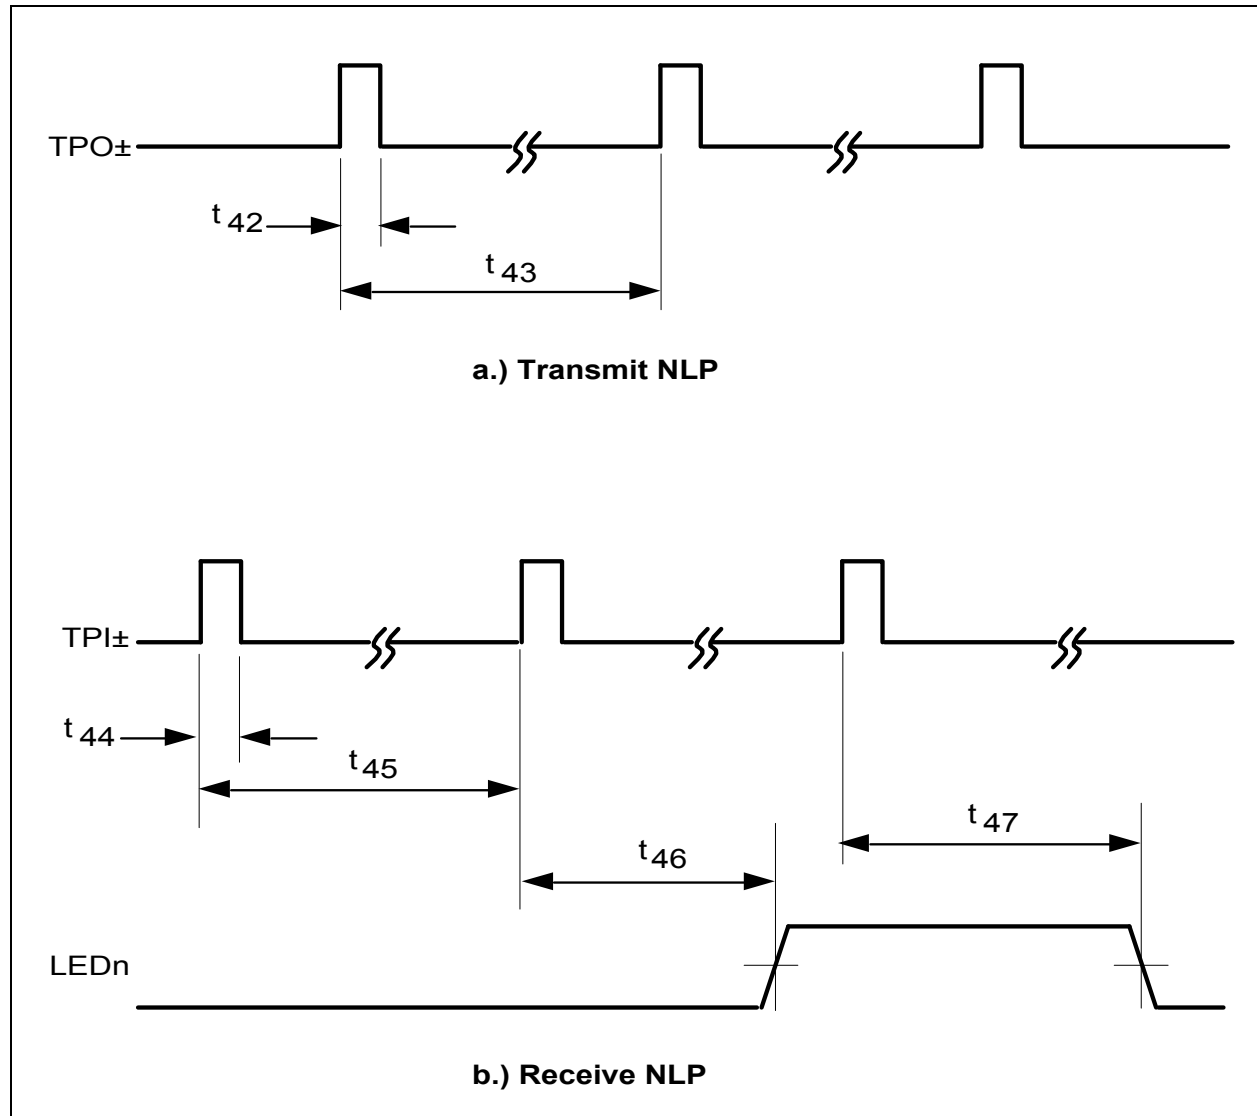 TPO±
t 42
t 43
a.) Transmit NLP
TPI±
t 44
t 45
t 46
t 47
LEDn
b.) Receive NLP